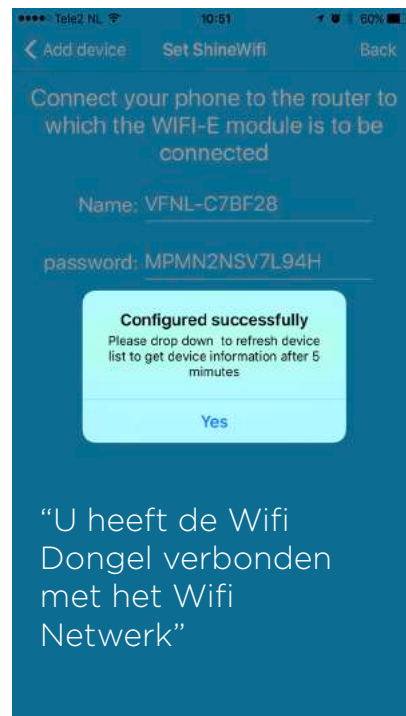 Tele2 NL 10:51 60%
Add device Set ShineWifi Back
Connect your phone to the router to
which the WIFI-E module is to be
connected
Name: VFNL-C7BF28
password: MPMN2NSV7L94H
Configured successfully
Please drop down to refresh device
list to get device information after 5
mimutes
Yes
“U heeft de Wifi
Dongel verbonden
met het Wifi
Netwerk”